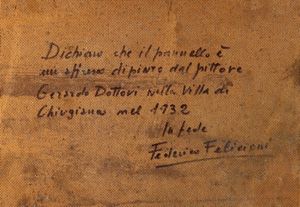 Dichiaro che il pannello è
un affresco dipinto dal pittore
Gerardo Dottori nella Villa di
Chiugiana nel 1932
In fede
Federico Felicioni